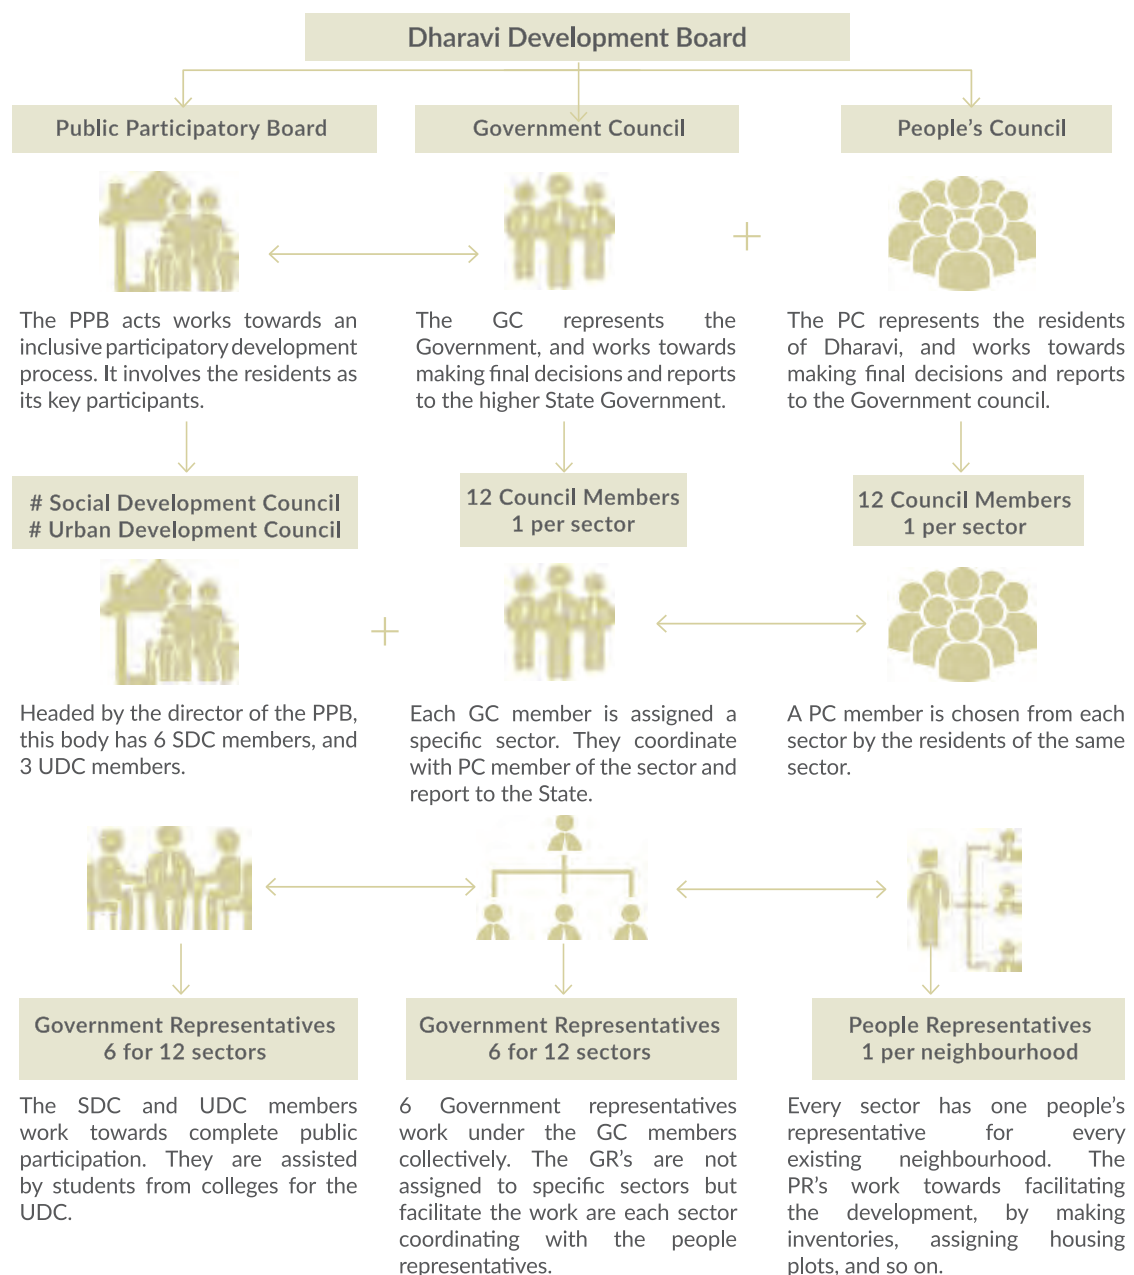 Dharavi Development Board
Public Participatory Board
Government Council
People's Council
The PPB acts works towards an
inclusive participatory development
process. It involves the residents as
its key participants.
The GC represents the
Government, and works towards
making final decisions and reports
to the higher State Government.
The PC represents the residents
of Dharavi, and works towards
making final decisions and reports
to the Government council.
# Social Development Council
# Urban Development Council
12 Council Members
1 per sector
12 Council Members
1 per sector
Headed by the director of the PPB,
this body has 6 SDC members, and
3 UDC members.
Each GC member is assigned a
specific sector. They coordinate
with PC member of the sector and
report to the State.
A PC member is chosen from each
sector by the residents of the same
sector.
Government Representatives
6 for 12 sectors
Government Representatives
6 for 12 sectors
People Representatives
1 per neighbourhood
The SDC and UDC members
work towards complete public
participation. They are assisted
by students from colleges for the
UDC.
6 Government representatives
work under the GC members
collectively. The GR's are not
assigned to specific sectors but
facilitate the work are each sector
coordinating with the people
representatives.
Every sector has one people's
representative for every
existing neighbourhood. The
PR's work towards facilitating
the development, by making
inventories, assigning housing
plots, and so on.